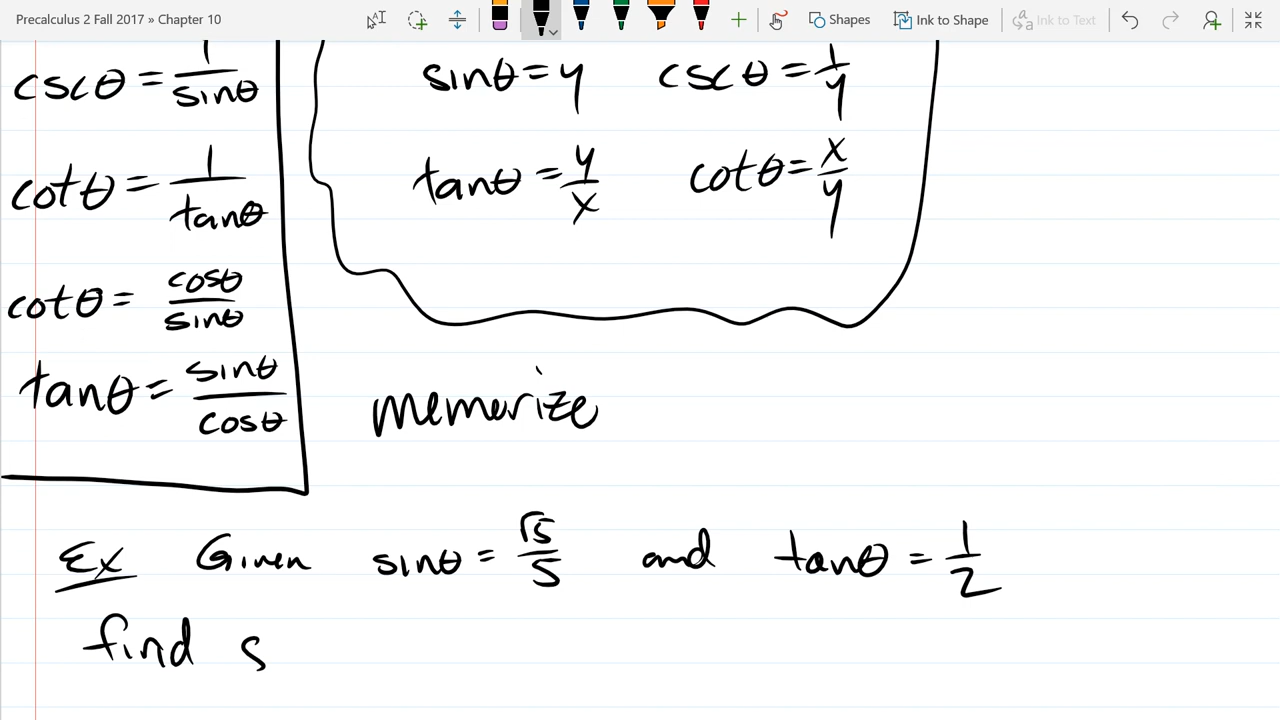 Precalculus 2 Fall 2017 » Chapter 10
Shapes
Ink to Shape
Ink to Text
cscθ = 1/sinθ
cotθ = 1/tanθ
cotθ = cosθ/sinθ
tanθ = sinθ/cosθ
sinθ = y cscθ = 1/y
tanθ = y/x cotθ = x/y
memorize
Ex Given sinθ = √5/5 and tanθ = 1/2
find s